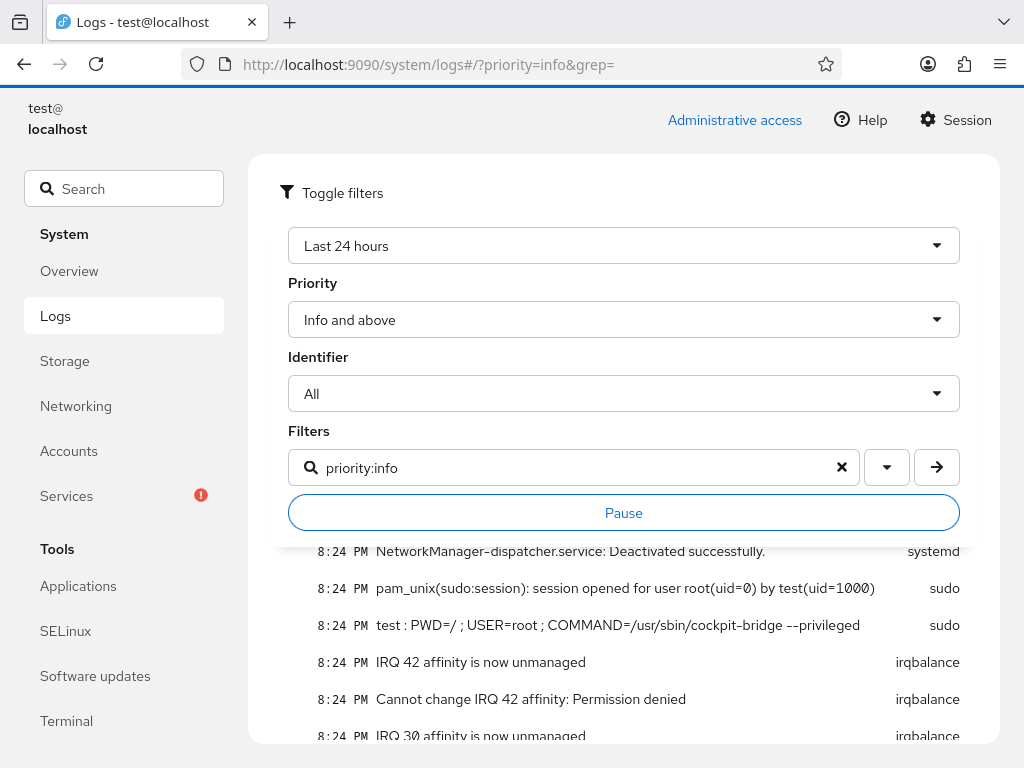 Logs - test@localhost
http://localhost:9090/system/logs#/?priority=info&grep=
test@
localhost
Administrative access
Help
Session
Search
System
Overview
Logs
Storage
Networking
Accounts
Services
Tools
Applications
SELinux
Software updates
Terminal
Toggle filters
Last 24 hours
Priority
Info and above
Identifier
All
Filters
priority:info
Pause
8:24 PM NetworkManager-dispatcher.service: Deactivated successfully. systemd
8:24 PM pam_unix(sudo:session): session opened for user root(uid=0) by test(uid=1000) sudo
8:24 PM test : PWD=/ ; USER=root ; COMMAND=/usr/sbin/cockpit-bridge --privileged sudo
8:24 PM IRQ 42 affinity is now unmanaged irqbalance
8:24 PM Cannot change IRQ 42 affinity: Permission denied irqbalance
8:24 PM IRQ 30 affinity is now unmanaged irqbalance